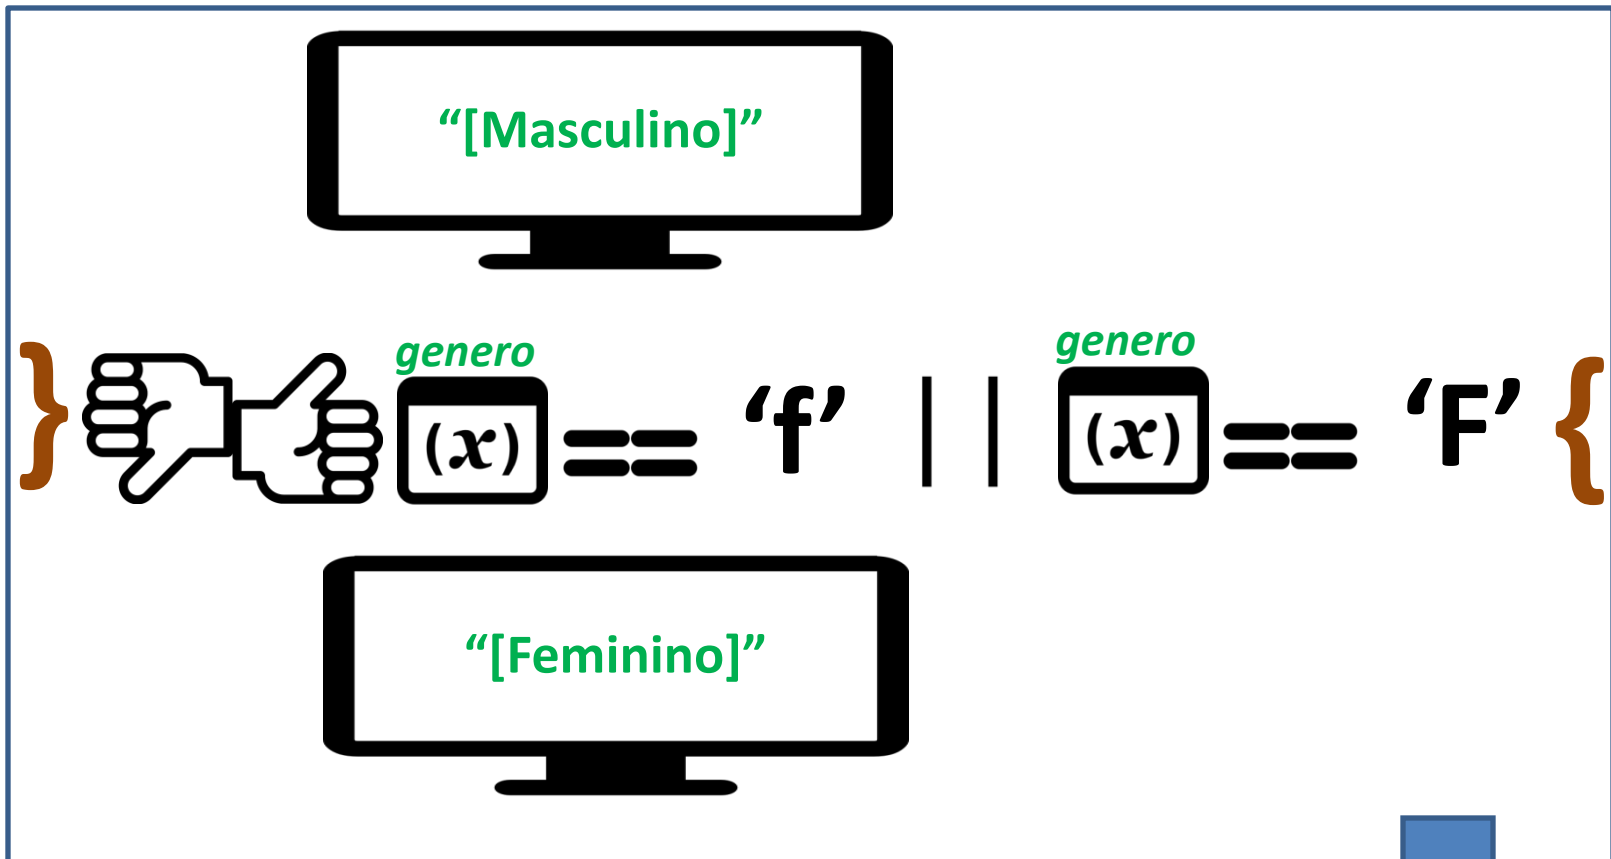 “[Masculino]”
genero genero
} (x) == ‘f’ || (x) == ‘F’ {
“[Feminino]”